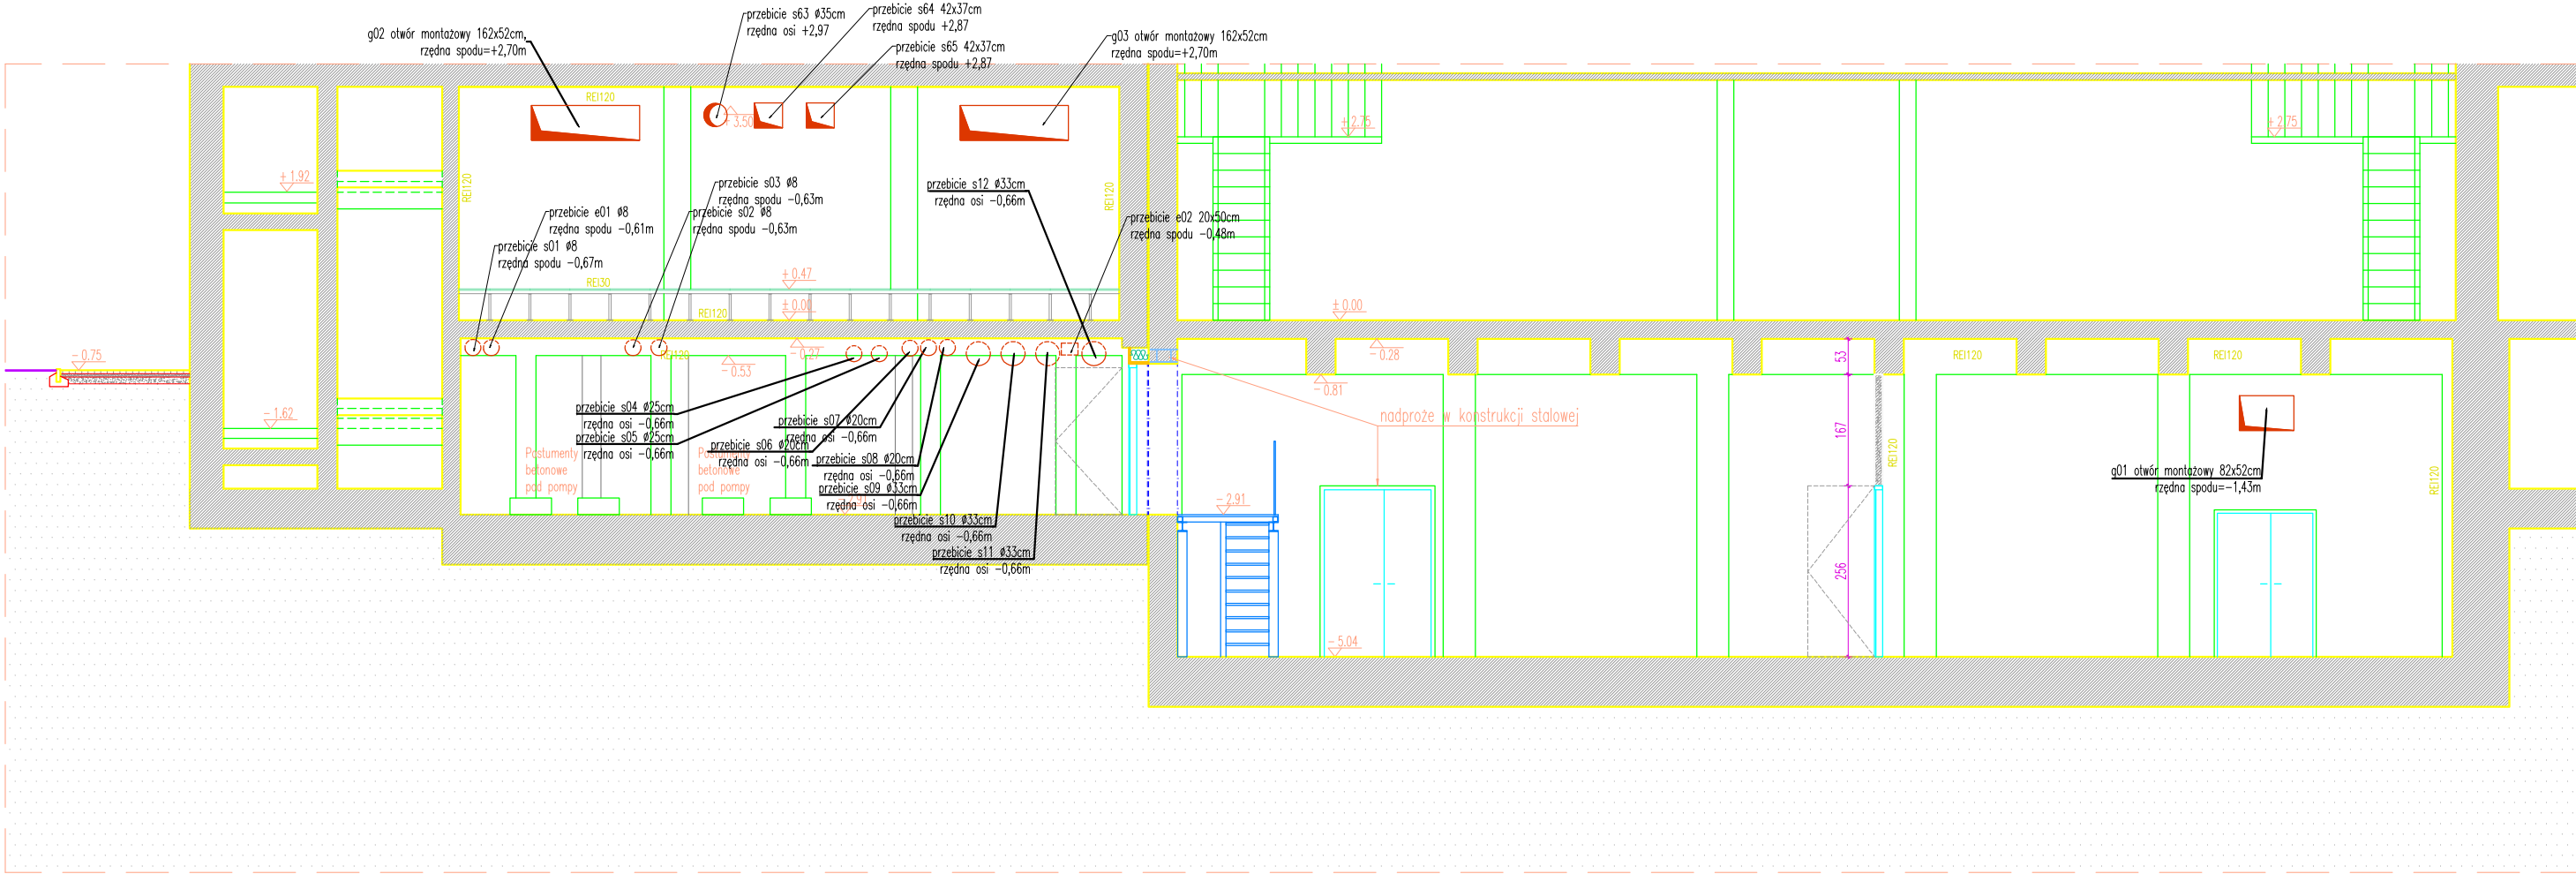 przebicie s63 ø35cm
rzędna osi +2,97
przebicie s64 42x37cm
rzędna spodu +2,87
g02 otwór montażowy 162x52cm,
rzędna spodu=+2,70m
przebicie s65 42x37cm
rzędna spodu +2,87
g03 otwór montażowy 162x52cm
rzędna spodu=+2,70m
REI120
+ 3.50
+ 2.75
+ 2.75
+ 1.92
REI120
REI120
przebicie s03 ø8
rzędna spodu -0,63m
przebicie s12 ø33cm
rzędna osi -0,66m
przebicie e01 ø8
rzędna spodu -0,61m
przebicie s02 ø8
rzędna spodu -0,63m
przebicie e02 20x50cm
rzędna spodu -0,48m
przebicie s01 ø8
rzędna spodu -0,67m
+ 0.47
REI30
± 0.00
± 0.00
REI120
- 0.75
REI120
- 0.27
- 0.53
- 0.28
- 0.81
53
REI120
REI120
przebicie s04 ø25cm
rzędna osi -0,66m
przebicie s05 ø25cm
rzędna osi -0,66m
przebicie s07 ø20cm
rzędna osi -0,66m
przebicie s06 ø20cm
rzędna osi -0,66m
przebicie s08 ø20cm
rzędna osi -0,66m
przebicie s09 ø33cm
rzędna osi -0,66m
przebicie s10 ø33cm
rzędna osi -0,66m
przebicie s11 ø33cm
rzędna osi -0,66m
- 1.62
Postumenty
betonowe
pod pompy
Postumenty
betonowe
pod pompy
- 2.91
- 2.91
nadproże w konstrukcji stalowej
167
REI120
g01 otwór montażowy 82x52cm
rzędna spodu=-1,43m
REI120
256
- 5.04